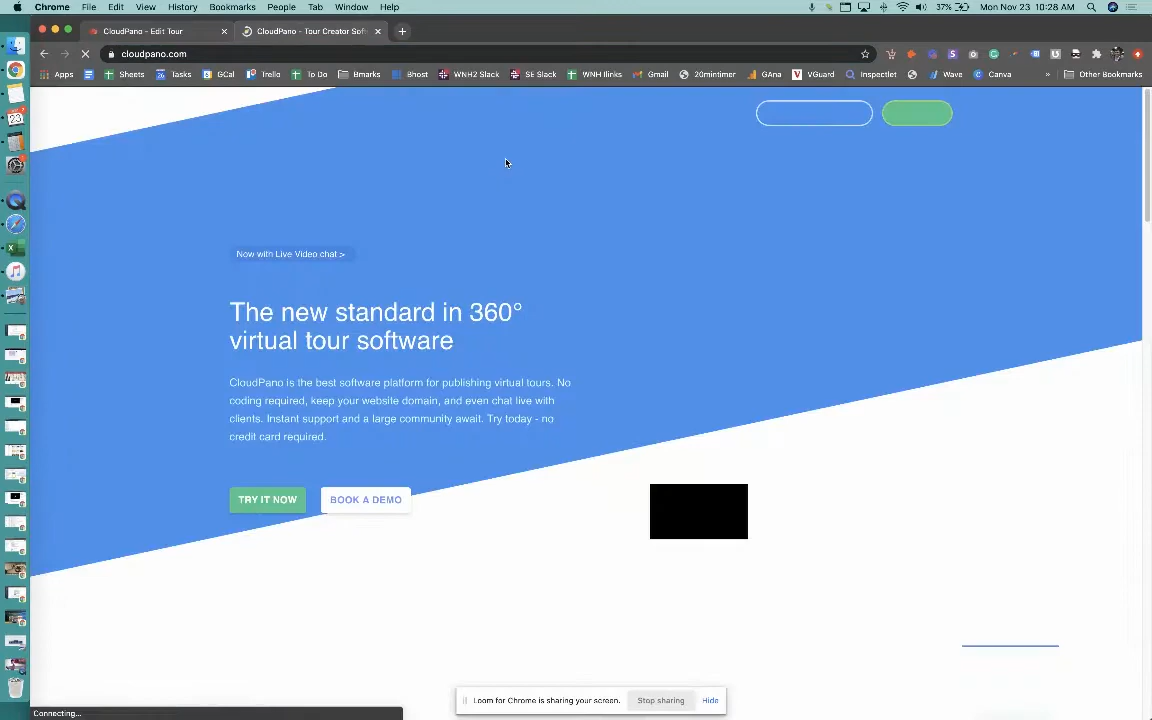 Chrome File Edit View History Bookmarks People Tab Window Help 37% Mon Nov 23 10:28 AM
CloudPano - Edit Tour CloudPano - Tour Creator Sof
cloudpano.com
Apps Sheets Tasks GCal Trello To Do Bmarks Bhost WNH2 Slack SE Slack WNH llinks Gmail 20mintimer GAna VGuard Inspectlet Wave Canva » Other Bookmarks
Now with Live Video chat >
The new standard in 360°
virtual tour software
CloudPano is the best software platform for publishing virtual tours. No
coding required, keep your website domain, and even chat live with
clients. Instant support and a large community await. Try today - no
credit card required.
TRY IT NOW BOOK A DEMO
Loom for Chrome is sharing your screen. Stop sharing Hide
Connecting...